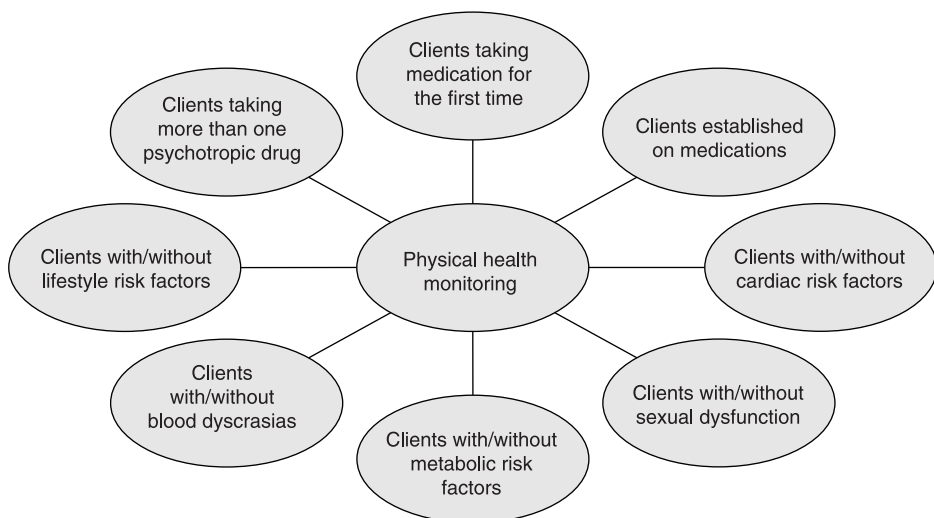 Clients taking
medication for
the first time
Clients taking
more than one
psychotropic drug
Clients established
on medications
Clients with/without
lifestyle risk factors
Physical health
monitoring
Clients with/without
cardiac risk factors
Clients
with/without
blood dyscrasias
Clients with/without
sexual dysfunction
Clients with/without
metabolic risk
factors